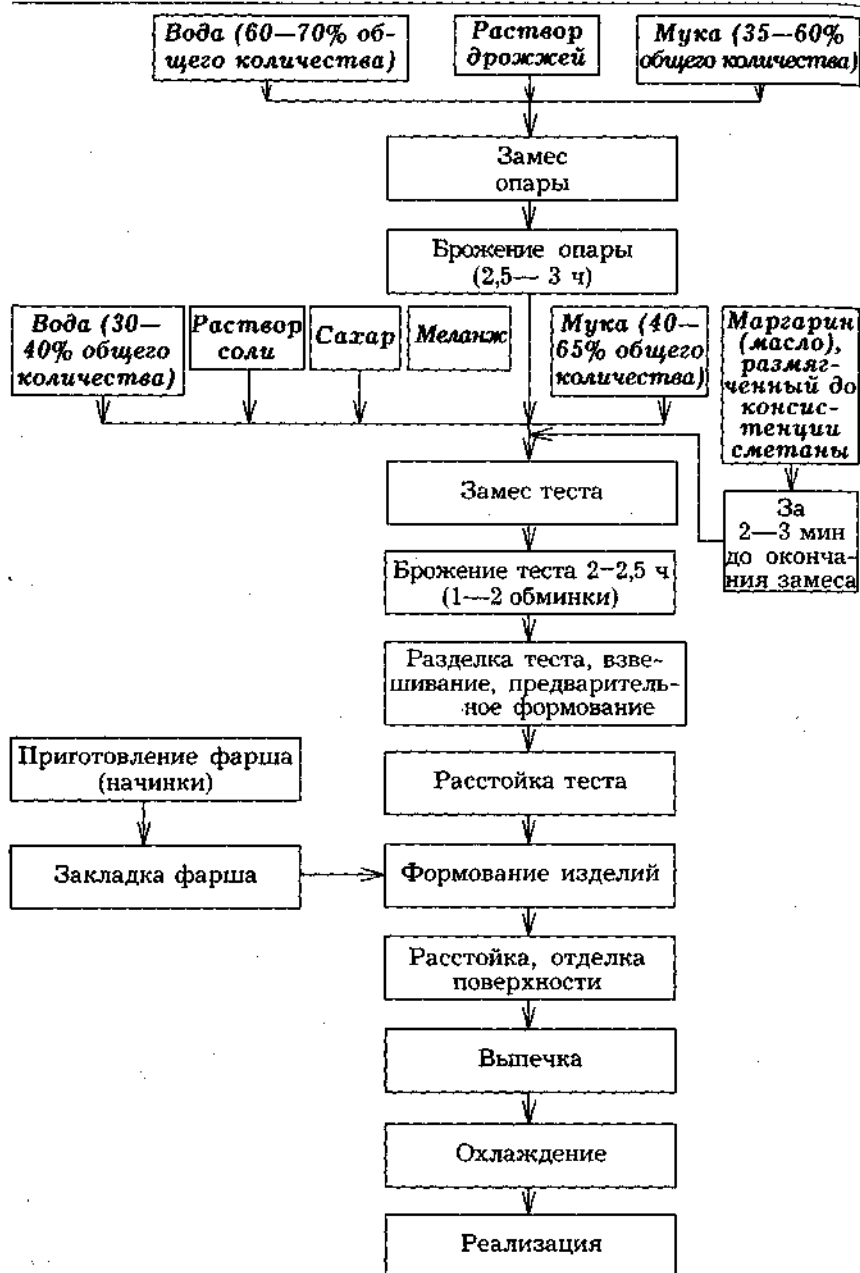 Вода (60—70% об-
щего количества)
Раствор
дрожжей
Мука (35—60%
общего количества)
Замес
опары
Брожение опары
(2,5— 3 ч)
Вода (30—
40% общего
количества)
Раствор
соли
Сахар
Меланж
Мука (40—
65% общего
количества)
Маргарин
(масло),
размяг-
ченный до
консис-
тенции
сметаны
Замес теста
За
2—3 мин
до оконча-
ния замеса
Брожение теста 2—2,5 ч
(1—2 обминки)
Разделка теста, взве-
шивание, предваритель-
ное формование
Приготовление фарша
(начинки)
Расстойка теста
Закладка фарша
Формование изделий
Расстойка, отделка
поверхности
Выпечка
Охлаждение
Реализация